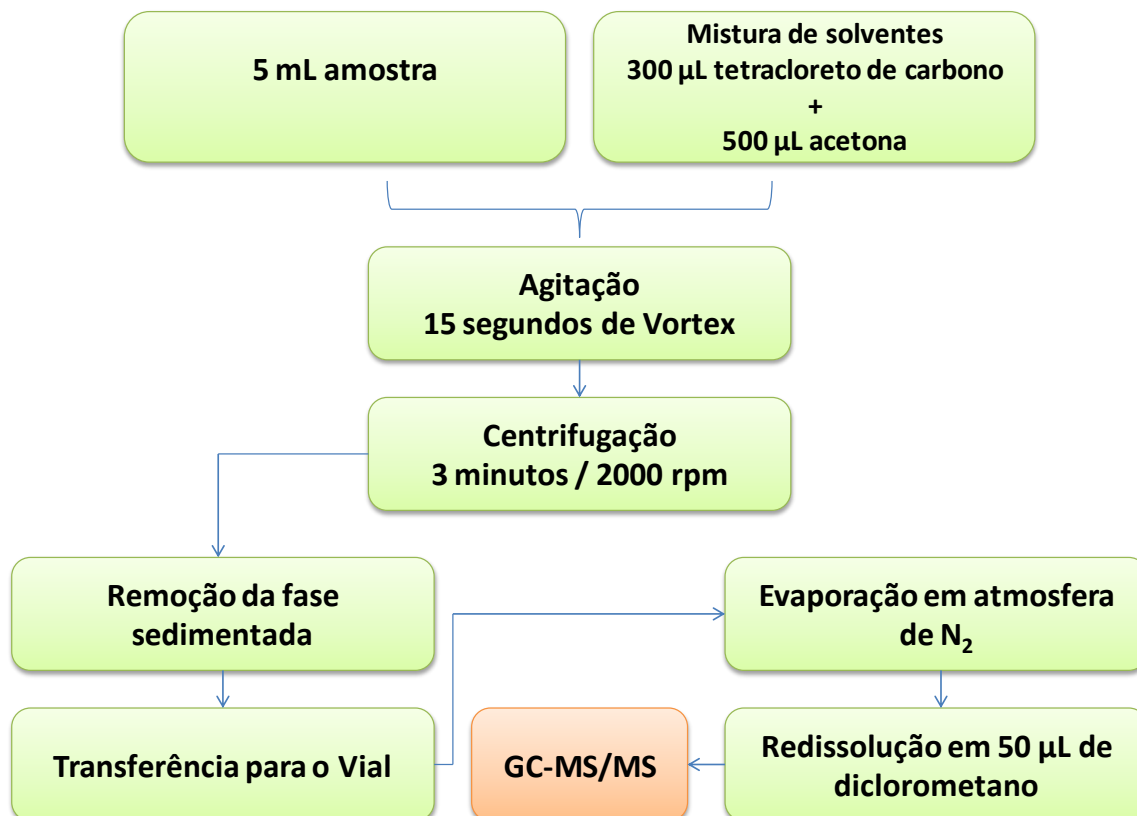 5 mL amostra
Mistura de solventes
300 µL tetracloreto de carbono
+
500 µL acetona
Agitação
15 segundos de Vortex
Centrifugação
3 minutos / 2000 rpm
Remoção da fase
sedimentada
Transferência para o Vial
Evaporação em atmosfera
de N₂
Redissolução em 50 µL de
diclorometano
GC-MS/MS